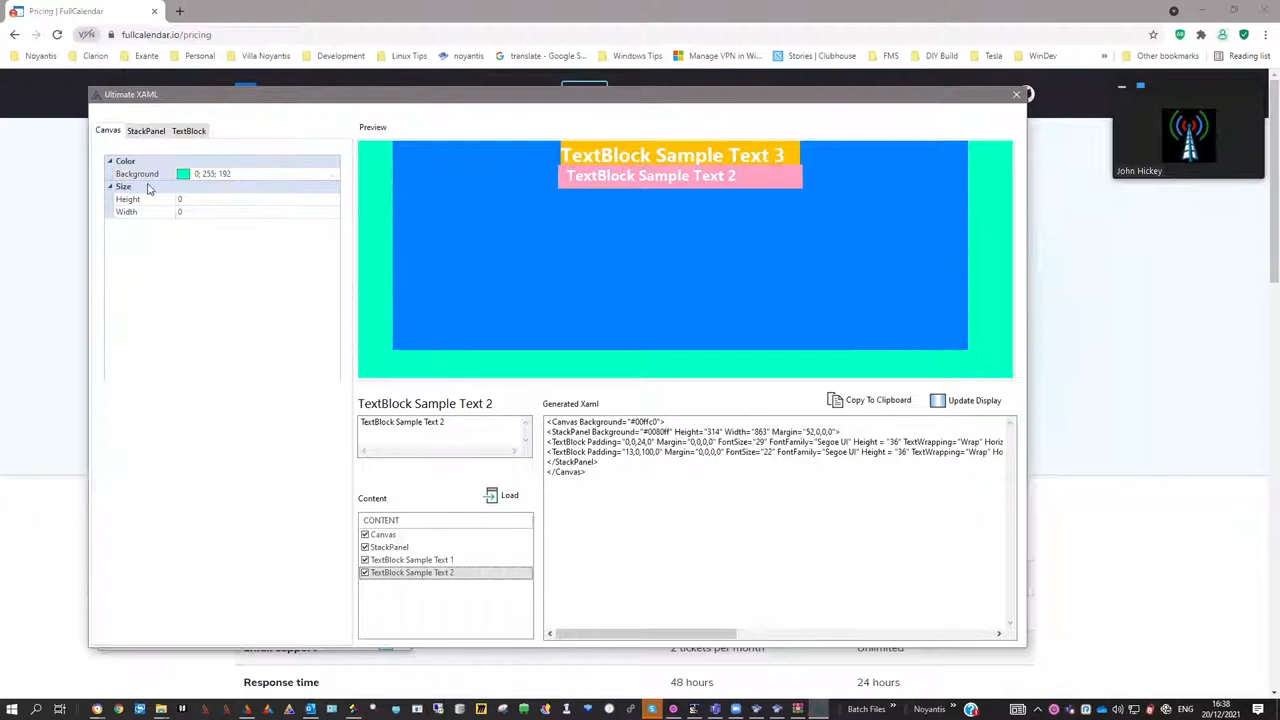 Pricing | FullCalendar
VPN
fullcalendar.io/pricing
Noyantis
Clarion
Exante
Personal
Villa Noyantis
Development
Linux Tips
noyantis
translate - Google S...
Windows Tips
Manage VPN in Wi...
Stories | Clubhouse
FMS
DIY Build
Tesla
WinDev
»
Other bookmarks
Reading list
Ultimate XAML
Canvas
StackPanel
TextBlock
Preview
Color
Background
0; 255; 192
...
Size
Height
0
Width
0
TextBlock Sample Text 3
TextBlock Sample Text 2
John Hickey
TextBlock Sample Text 2
TextBlock Sample Text 2
Generated Xaml
Copy To Clipboard
Update Display
<Canvas Background="#00ffc0">
<StackPanel Background="#0080ff" Height="314" Width="863" Margin="52,0,0,0">
<TextBlock Padding="0,0,24,0" Margin="0,0,0,0" FontSize="29" FontFamily="Segoe UI" Height = "36" TextWrapping="Wrap" Horiz
<TextBlock Padding="13,0,100,0" Margin="0,0,0,0" FontSize="22" FontFamily="Segoe UI" Height = "36" TextWrapping="Wrap" Ho
</StackPanel>
</Canvas>
Content
Load
CONTENT
Canvas
StackPanel
TextBlock Sample Text 1
TextBlock Sample Text 2
Email support
2 tickets per month
Unlimited
Response time
48 hours
24 hours
Batch Files
»
Noyantis
»
ENG
16:38
20/12/2021